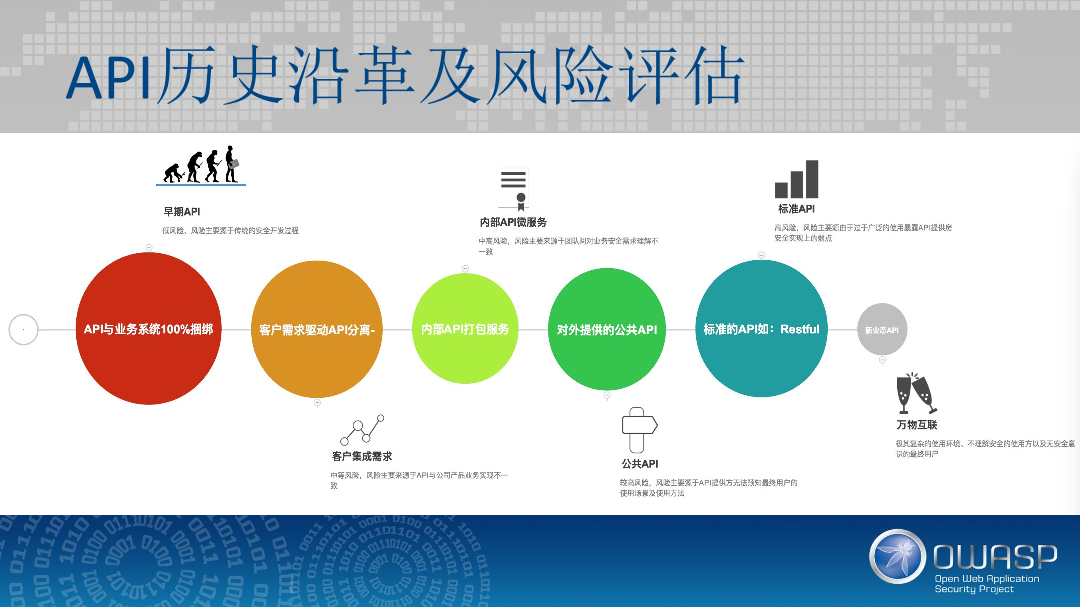 API历史沿革及风险评估
早期API
低风险，风险主要源于传统的安全开发过程
内部API微服务
中高风险，风险主要来源于团队间对业务安全需求理解不
一致
标准API
高风险，风险主要源自由于过于广泛的使用暴露API提供房
安全实现上的弱点
API与业务系统100%捆绑
客户需求驱动API分离-
内部API打包服务
对外提供的公共API
标准的API如：Restful
新业态API
客户集成需求
中等风险，风险主要来源于API与公司产品业务实现不一
致
公共API
较高风险，风险主要源于API提供方无法预知最终用户的
使用场景及使用方法
万物互联
极其复杂的使用环境、不理解安全的使用方以及无安全意
识的最终用户
OWASP
Open Web Application
Security Project